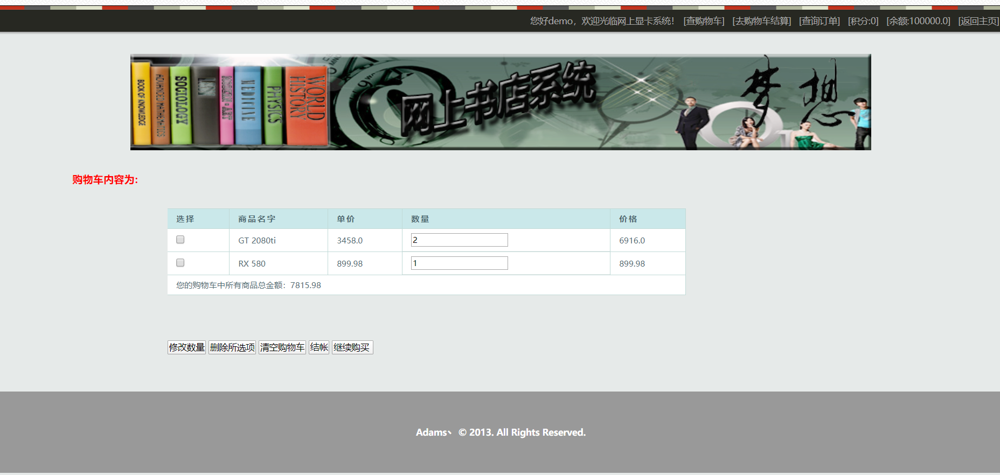 您好demo，欢迎光临网上显卡系统！ [查购物车] [去购物车结算] [查询订单] [积分:0] [余额:100000.0] [返回主页]
BOOK OF KNOWLEDGE
ADVANCED MATHEMATICS
SOCIOLOGY
PHYSICS
WORLD HISTORY
网上书店系统
梦想
购物车内容为:
选择 商品名字 单价 数量 价格
GT 2080ti 3458.0 2 6916.0
RX 580 899.98 1 899.98
您的购物车中所有商品总金额：7815.98
修改数量 删除所选项 清空购物车 结帐 继续购买
Adams丶 © 2013. All Rights Reserved.